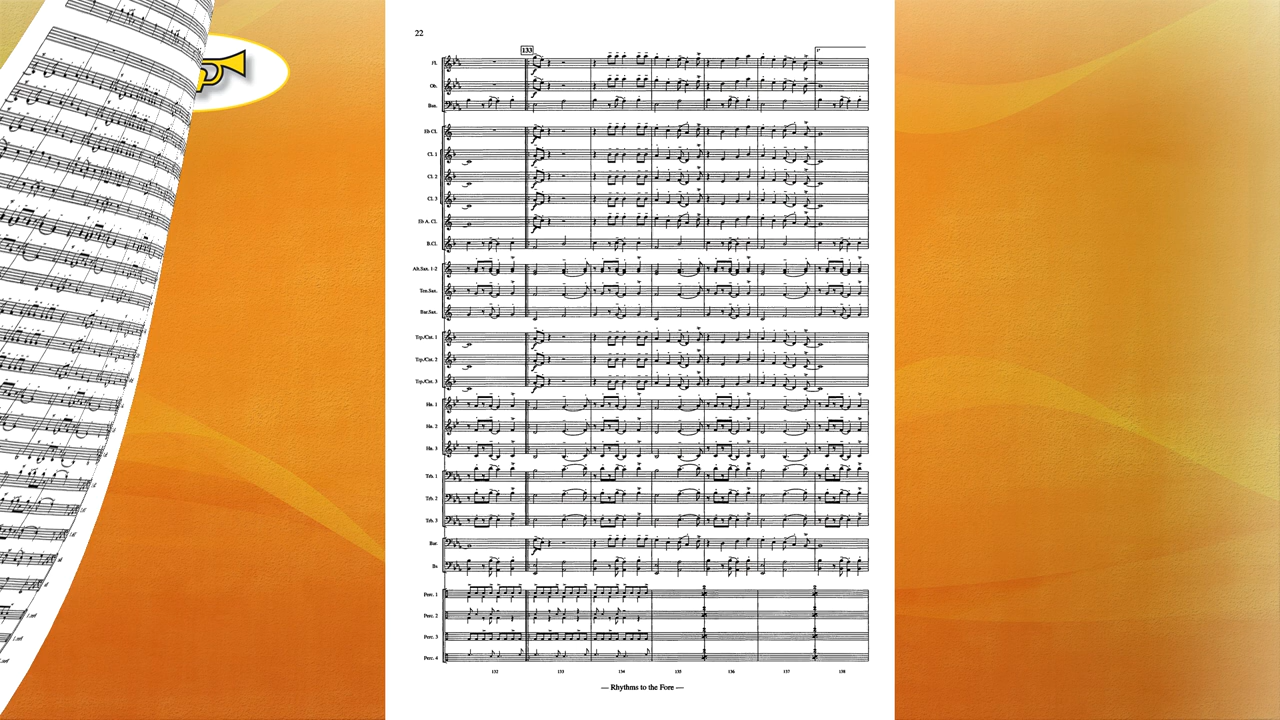 22
133
Fl.
1º
Ob.
Bsn.
Eb Cl.
Cl. 1
Cl. 2
Cl. 3
Eb A. Cl.
B.Cl.
Alt.Sax. 1-2
Ten.Sax.
Bar.Sax.
Trp./Cnt. 1
Trp./Cnt. 2
Trp./Cnt. 3
Hn. 1
Hn. 2
Hn. 3
Trb. 1
Trb. 2
Trb. 3
Bar.
Bs
Perc. 1
Perc. 2
Perc. 3
Perc. 4
132 133 134 135 136 137 138
— Rhythms to the Fore —